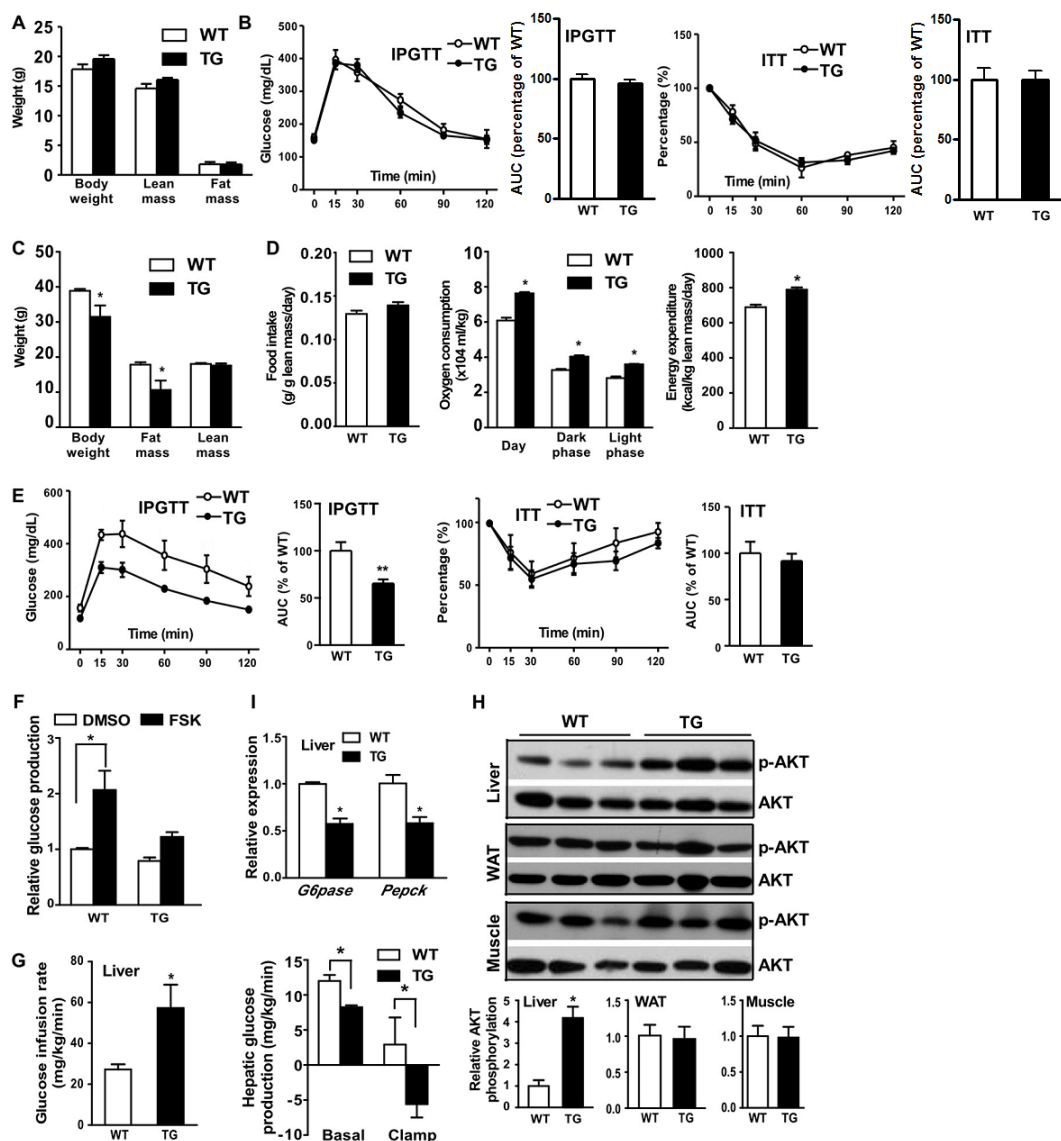 A
Weight (g)
25
20
15
10
5
0
WT
TG
Body weight
Lean mass
Fat mass
B
Glucose (mg/dL)
400
300
200
100
IPGTT
WT
TG
Time (min)
0 15 30 60 90 120
AUC (percentage of WT)
150
100
50
0
IPGTT
WT TG
Percentage (%)
150
100
50
0
ITT
WT
TG
Time (min)
0 15 30 60 90 120
AUC (percentage of WT)
150
100
50
0
ITT
WT TG
C
Weight (g)
50
40
30
20
10
0
WT
TG
*
*
Body weight
Fat mass
Lean mass
D
Food intake
(g/ g lean mass/day)
0.20
0.15
0.10
0.05
0.00
WT
TG
WT TG
Oxygen consumption
(x104 ml/kg)
10
8
6
4
2
0
WT
TG
*
*
*
Day
Dark phase
Light phase
Energy expenditure
(kcal/kg lean mass/day)
1000
800
600
400
200
0
*
WT TG
E
Glucose (mg/dL)
600
400
200
0
IPGTT
WT
TG
Time (min)
0 15 30 60 90 120
AUC (% of WT)
150
100
50
0
IPGTT
**
WT TG
Percentage (%)
150
100
50
0
ITT
WT
TG
Time (min)
0 15 30 60 90 120
AUC (% of WT)
150
100
50
0
ITT
WT TG
F
Relative glucose production
3
2
1
0
DMSO
FSK
*
WT TG
I
Relative expression
1.5
1.0
0.5
0.0
Liver
WT
TG
*
*
G6pase Pepck
H
WT TG
Liver
p-AKT
AKT
WAT
p-AKT
AKT
Muscle
p-AKT
AKT
Relative AKT
phosphorylation
5
4
3
2
1
0
Liver
*
WT TG
2.0
1.5
1.0
0.5
0.0
WAT
WT TG
2.0
1.5
1.0
0.5
0.0
Muscle
WT TG
G
Glucose infusion rate
(mg/kg/min)
80
60
40
20
0
Liver
*
WT TG
Hepatic glucose
production (mg/kg/min)
15
10
5
0
-5
-10
WT
TG
*
*
Basal Clamp